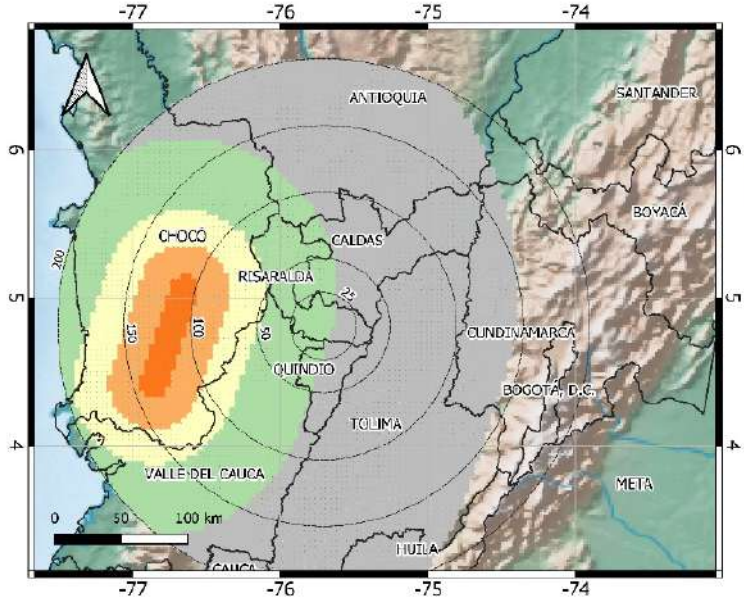 -77 -76 -75 -74
ANTIOQUIA
SANTANDER
6 6
BOYACÁ
CHOCÓ
CALDAS
200
RISARALDA
5 25 5
150 100 50
CUNDINAMARCA
QUINDIO
BOGOTÁ, D.C.
TOLIMA
4 4
VALLE DEL CAUCA
META
0 50 100 km
HUILA
CAUCA
-77 -76 -75 -74